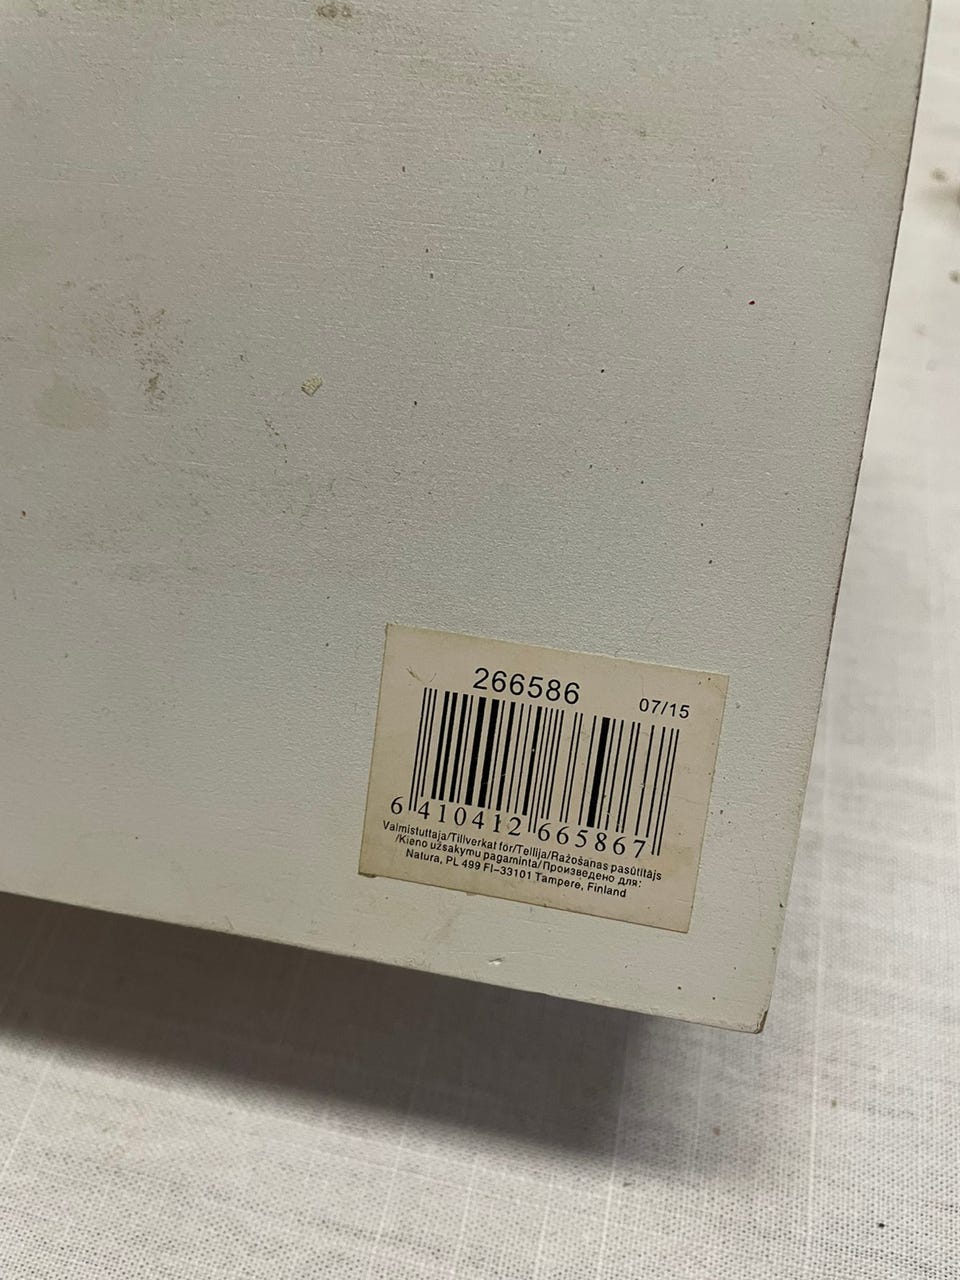 266586
07/15
6 410412 665867
Valmistuttaja/Tillverkat för/Tellija/Ražošanas pasūtītājs
/Kieno užsakymu pagaminta/Произведено для:
Natura, PL 499 FI-33101 Tampere, Finland